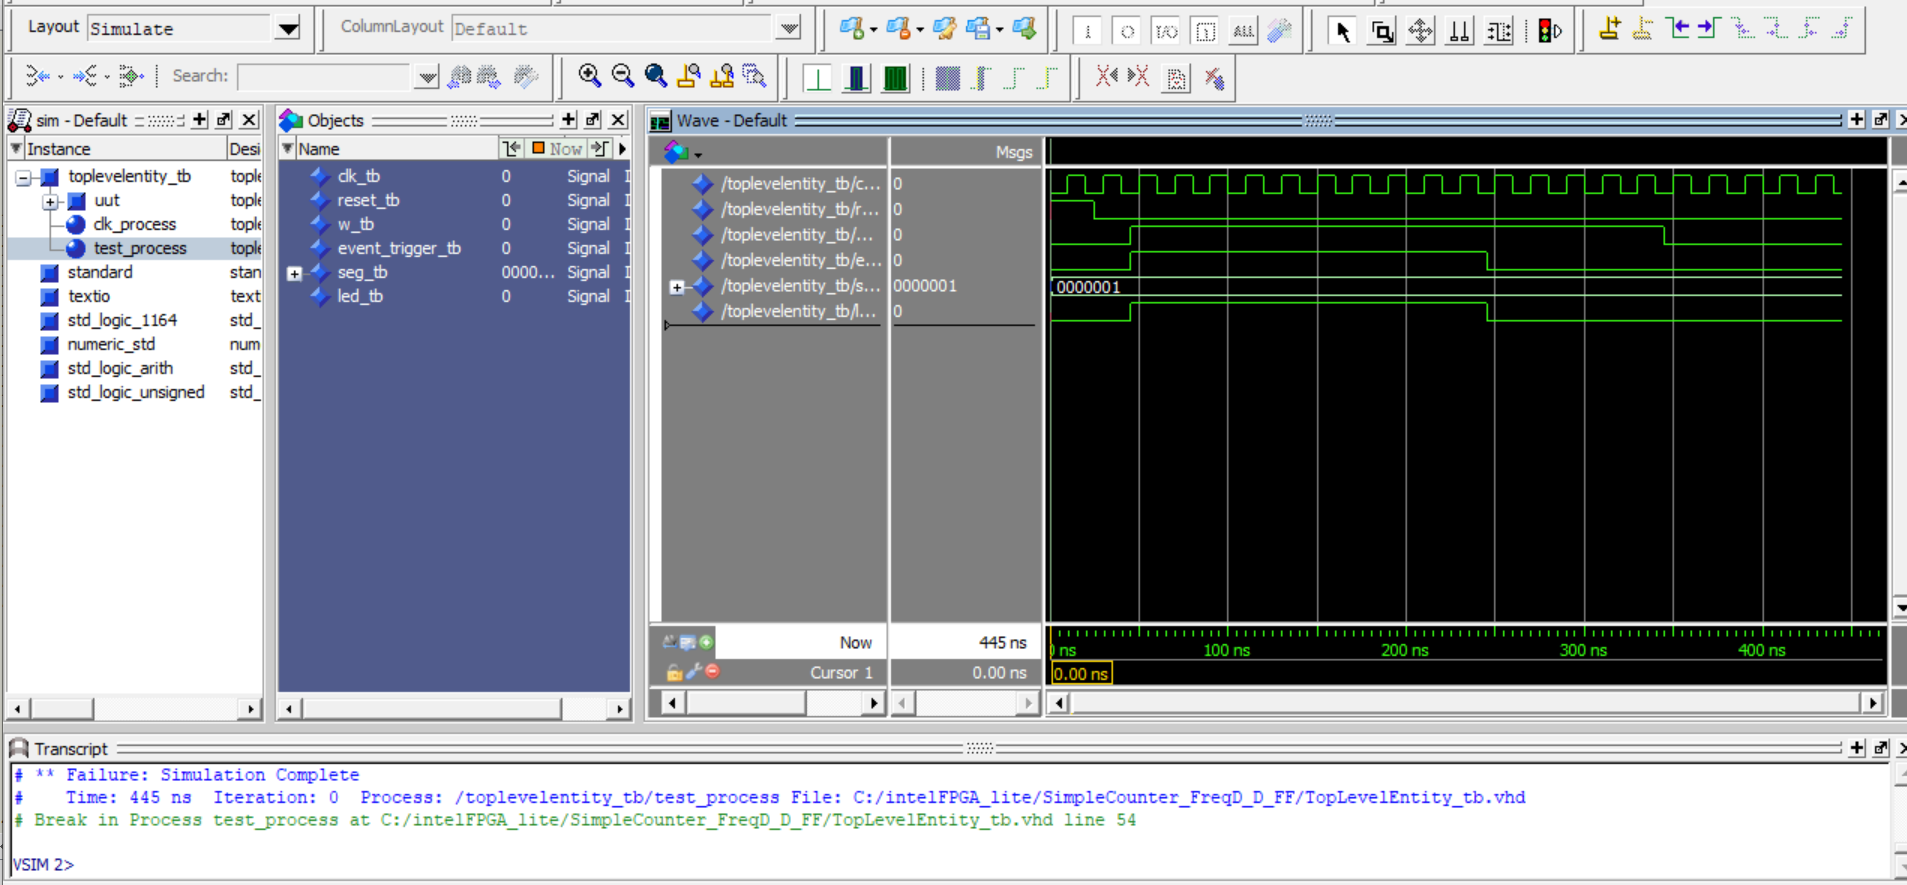 Layout Simulate
ColumnLayout Default
ALL
Search:
sim - Default
Instance Desi
toplevelentity_tb tople
uut tople
clk_process tople
test_process tople
standard stan
textio text
std_logic_1164 std_
numeric_std num
std_logic_arith std_
std_logic_unsigned std_
Objects
Name Now
clk_tb 0 Signal I
reset_tb 0 Signal I
w_tb 0 Signal I
event_trigger_tb 0 Signal I
seg_tb 0000... Signal I
led_tb 0 Signal I
Wave - Default
Msgs
/toplevelentity_tb/c... 0
/toplevelentity_tb/r... 0
/toplevelentity_tb/... 0
/toplevelentity_tb/e... 0
/toplevelentity_tb/s... 0000001 0000001
/toplevelentity_tb/l... 0
Now 445 ns
ns 100 ns 200 ns 300 ns 400 ns
Cursor 1 0.00 ns 0.00 ns
Transcript
# ** Failure: Simulation Complete
# Time: 445 ns Iteration: 0 Process: /toplevelentity_tb/test_process File: C:/intelFPGA_lite/SimpleCounter_FreqD_D_FF/TopLevelEntity_tb.vhd
# Break in Process test_process at C:/intelFPGA_lite/SimpleCounter_FreqD_D_FF/TopLevelEntity_tb.vhd line 54
VSIM 2>